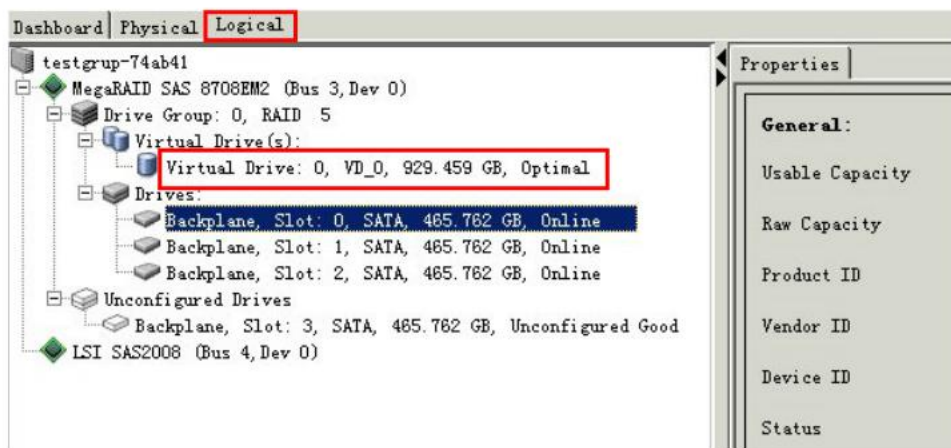 Dashboard Physical Logical
testgrup-74ab41
MegaRAID SAS 8708EM2 (Bus 3, Dev 0)
Drive Group: 0, RAID 5
Virtual Drive(s):
Virtual Drive: 0, VD_0, 929.459 GB, Optimal
Drives:
Backplane, Slot: 0, SATA, 465.762 GB, Online
Backplane, Slot: 1, SATA, 465.762 GB, Online
Backplane, Slot: 2, SATA, 465.762 GB, Online
Unconfigured Drives
Backplane, Slot: 3, SATA, 465.762 GB, Unconfigured Good
LSI SAS2008 (Bus 4, Dev 0)
Properties
General:
Usable Capacity
Raw Capacity
Product ID
Vendor ID
Device ID
Status